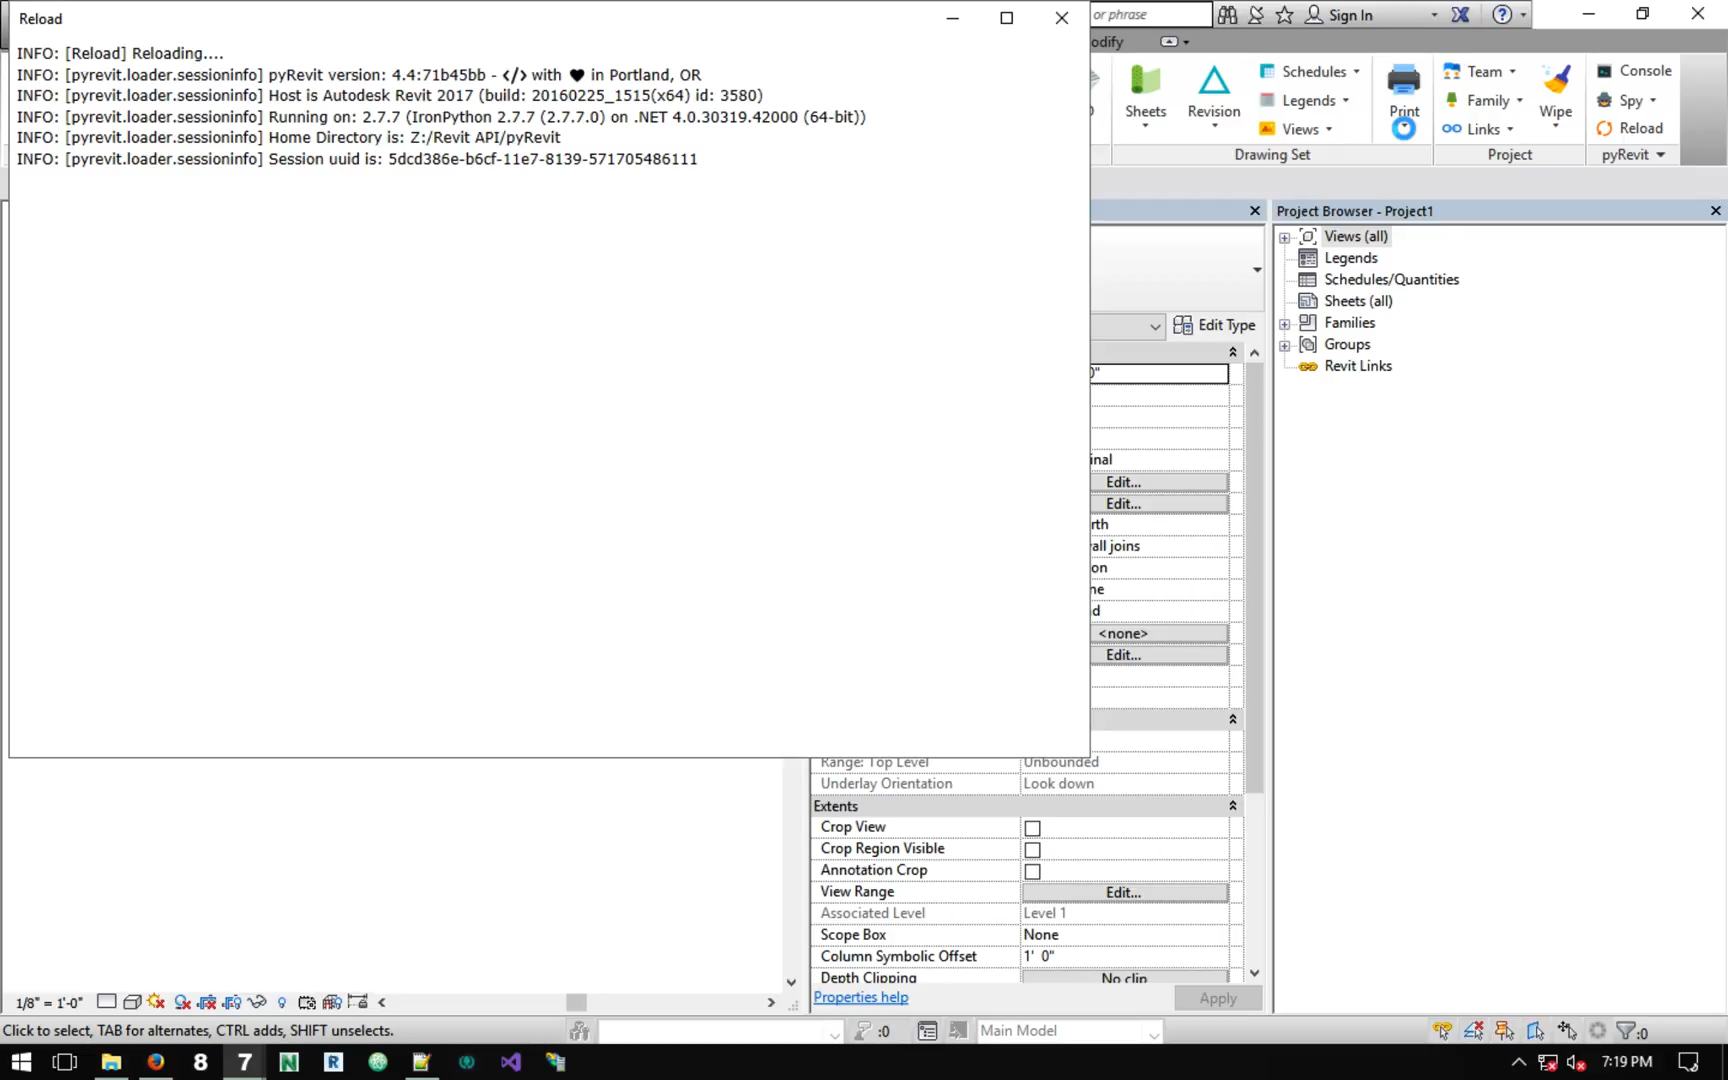 Reload
or phrase
Sign In
INFO: [Reload] Reloading....
INFO: [pyrevit.loader.sessioninfo] pyRevit version: 4.4:71b45bb - </> with ♥ in Portland, OR
INFO: [pyrevit.loader.sessioninfo] Host is Autodesk Revit 2017 (build: 20160225_1515(x64) id: 3580)
INFO: [pyrevit.loader.sessioninfo] Running on: 2.7.7 (IronPython 2.7.7 (2.7.7.0) on .NET 4.0.30319.42000 (64-bit))
INFO: [pyrevit.loader.sessioninfo] Home Directory is: Z:/Revit API/pyRevit
INFO: [pyrevit.loader.sessioninfo] Session uuid is: 5dcd386e-b6cf-11e7-8139-571705486111
odify
Schedules
Team
Console
Sheets
Revision
Legends
Print
Family
Wipe
Spy
Views
Links
Reload
Drawing Set
Project
pyRevit
Project Browser - Project1
Views (all)
Legends
Schedules/Quantities
Sheets (all)
Families
Groups
Revit Links
Edit Type
0"
inal
Edit...
Edit...
rth
all joins
on
ne
d
<none>
Edit...
Range: Top Level Unbounded
Underlay Orientation Look down
Extents
Crop View
Crop Region Visible
Annotation Crop
View Range Edit...
Associated Level Level 1
Scope Box None
Column Symbolic Offset 1' 0"
Depth Clipping No clip
Properties help Apply
1/8" = 1'-0"
Click to select, TAB for alternates, CTRL adds, SHIFT unselects.
:0
Main Model
:0
8
7
N
R
7:19 PM